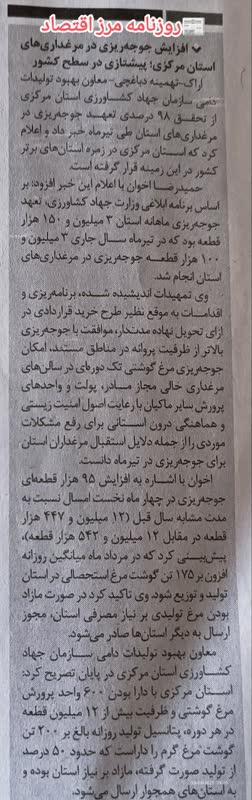 روزنامه مرز اقتصاد
افزایش جوجه‌ریزی در مرغداری‌های
استان مرکزی؛ پیشتازی در سطح کشور
اراک-تهمینه دباغچی- معاون بهبود تولیدات
دامی سازمان جهاد کشاورزی استان مرکزی
از تحقق ۹۸ درصدی تعهد جوجه‌ریزی در
مرغداری‌های استان طی تیرماه خبر داد و اعلام
کرد که استان مرکزی در زمره استان‌های برتر
کشور در این زمینه قرار گرفته است.
حمیدرضا اخوان با اعلام این خبر افزود: بر
اساس برنامه ابلاغی وزارت جهاد کشاورزی، تعهد
جوجه‌ریزی ماهانه استان ۳ میلیون و ۱۵۰ هزار
قطعه بود که در تیرماه سال جاری ۳ میلیون و
۱۰۰ هزار قطعه جوجه‌ریزی در مرغداری‌های
استان انجام شد.
وی تمهیدات اندیشیده شده، برنامه‌ریزی و
اقدامات به موقع نظیر طرح خرید قراردادی در
ازای تحویل نهاده مدت‌دار، موافقت با جوجه‌ریزی
بالاتر از ظرفیت پروانه در مناطق مستعد، امکان
جوجه‌ریزی مرغ گوشتی تک دوره‌ای در سالن‌های
مرغداری خالی مجاز مادر، پولت و واحدهای
پرورش سایر ماکیان با رعایت اصول امنیت زیستی
و هماهنگی درون استانی برای رفع مشکلات
موردی را از جمله دلایل استقبال مرغداران استان
برای جوجه‌ریزی در تیرماه دانست.
اخوان با اشاره به افزایش ۹۵ هزار قطعه‌ای
جوجه‌ریزی در چهار ماه نخست امسال نسبت به
مدت مشابه سال قبل (۱۲ میلیون و ۴۴۷ هزار
قطعه در مقابل ۱۲ میلیون و ۵۴۲ هزار قطعه)،
پیش‌بینی کرد که در مرداد ماه میانگین روزانه
افزون بر ۱۷۵ تن گوشت مرغ استحصالی در استان
تولید و توزیع شود. وی تاکید کرد در صورت مازاد
بودن مرغ تولیدی بر نیاز مصرفی استان، مجوز
ارسال به دیگر استان‌ها صادر می‌شود.
معاون بهبود تولیدات دامی سازمان جهاد
کشاورزی استان مرکزی در پایان تصریح کرد:
استان مرکزی با دارا بودن ۶۰۰ واحد پرورش
مرغ گوشتی و ظرفیت بیش از ۱۲ میلیون قطعه
در هر دوره، پتانسیل تولید روزانه بالغ بر ۲۰۰ تن
گوشت مرغ گرم را داراست که حدود ۵۰ درصد
از تولید صورت گرفته، مازاد بر نیاز استان بوده و
به استان‌های همجوار ارسال می‌شود.